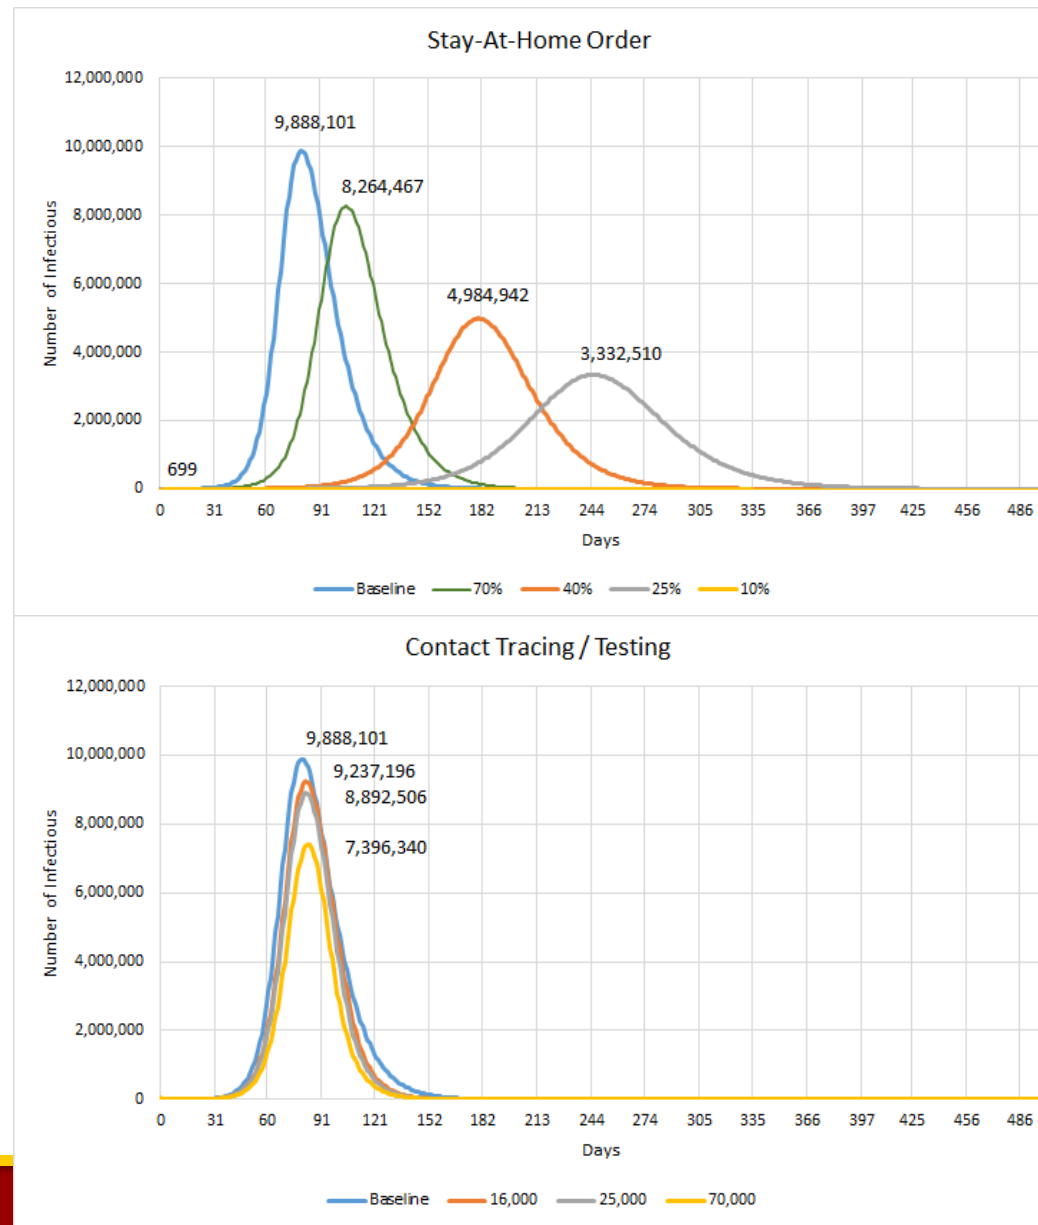 Stay-At-Home Order
12,000,000
9,888,101
10,000,000
8,264,467
8,000,000
Number of Infectious
6,000,000
4,984,942
4,000,000
3,332,510
2,000,000
699
0
0 31 60 91 121 152 182 213 244 274 305 335 366 397 425 456 486
Days
Baseline 70% 40% 25% 10%
Contact Tracing / Testing
12,000,000
9,888,101
10,000,000
9,237,196
8,892,506
8,000,000
7,396,340
Number of Infectious
6,000,000
4,000,000
2,000,000
0
0 31 60 91 121 152 182 213 244 274 305 335 366 397 425 456 486
Days
Baseline 16,000 25,000 70,000